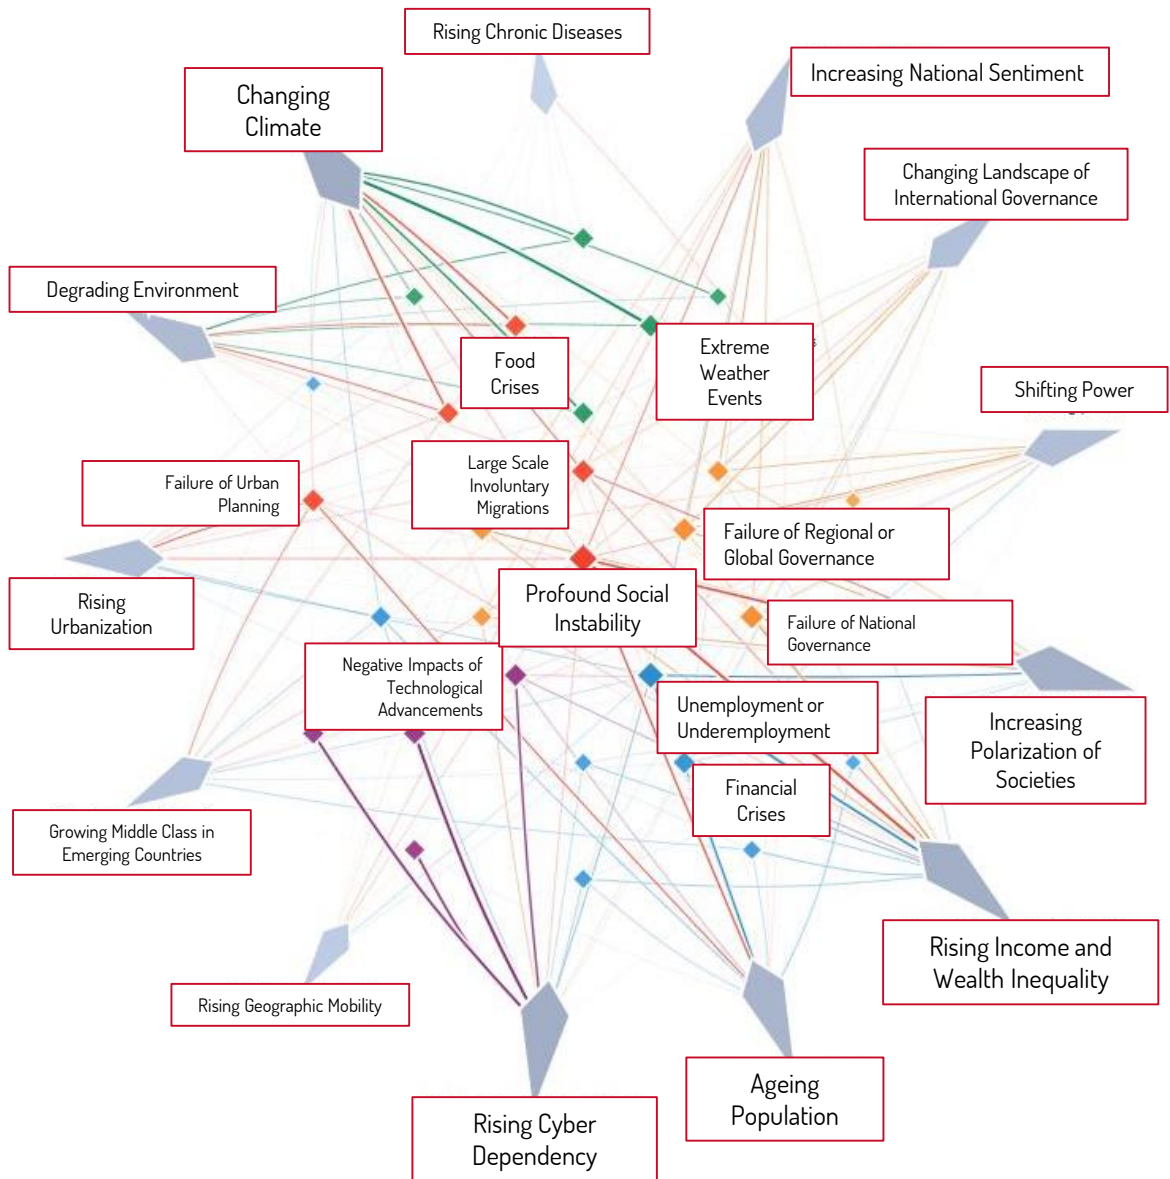 Rising Chronic Diseases
Increasing National Sentiment
Changing
Climate
Changing Landscape of
International Governance
Degrading Environment
Food
Crises
Extreme
Weather
Events
Shifting Power
Failure of Urban
Planning
Large Scale
Involuntary
Migrations
Failure of Regional or
Global Governance
Rising
Urbanization
Profound Social
Instability
Failure of National
Governance
Negative Impacts of
Technological
Advancements
Unemployment or
Underemployment
Increasing
Polarization of
Societies
Financial
Crises
Growing Middle Class in
Emerging Countries
Rising Income and
Wealth Inequality
Rising Geographic Mobility
Ageing
Population
Rising Cyber
Dependency